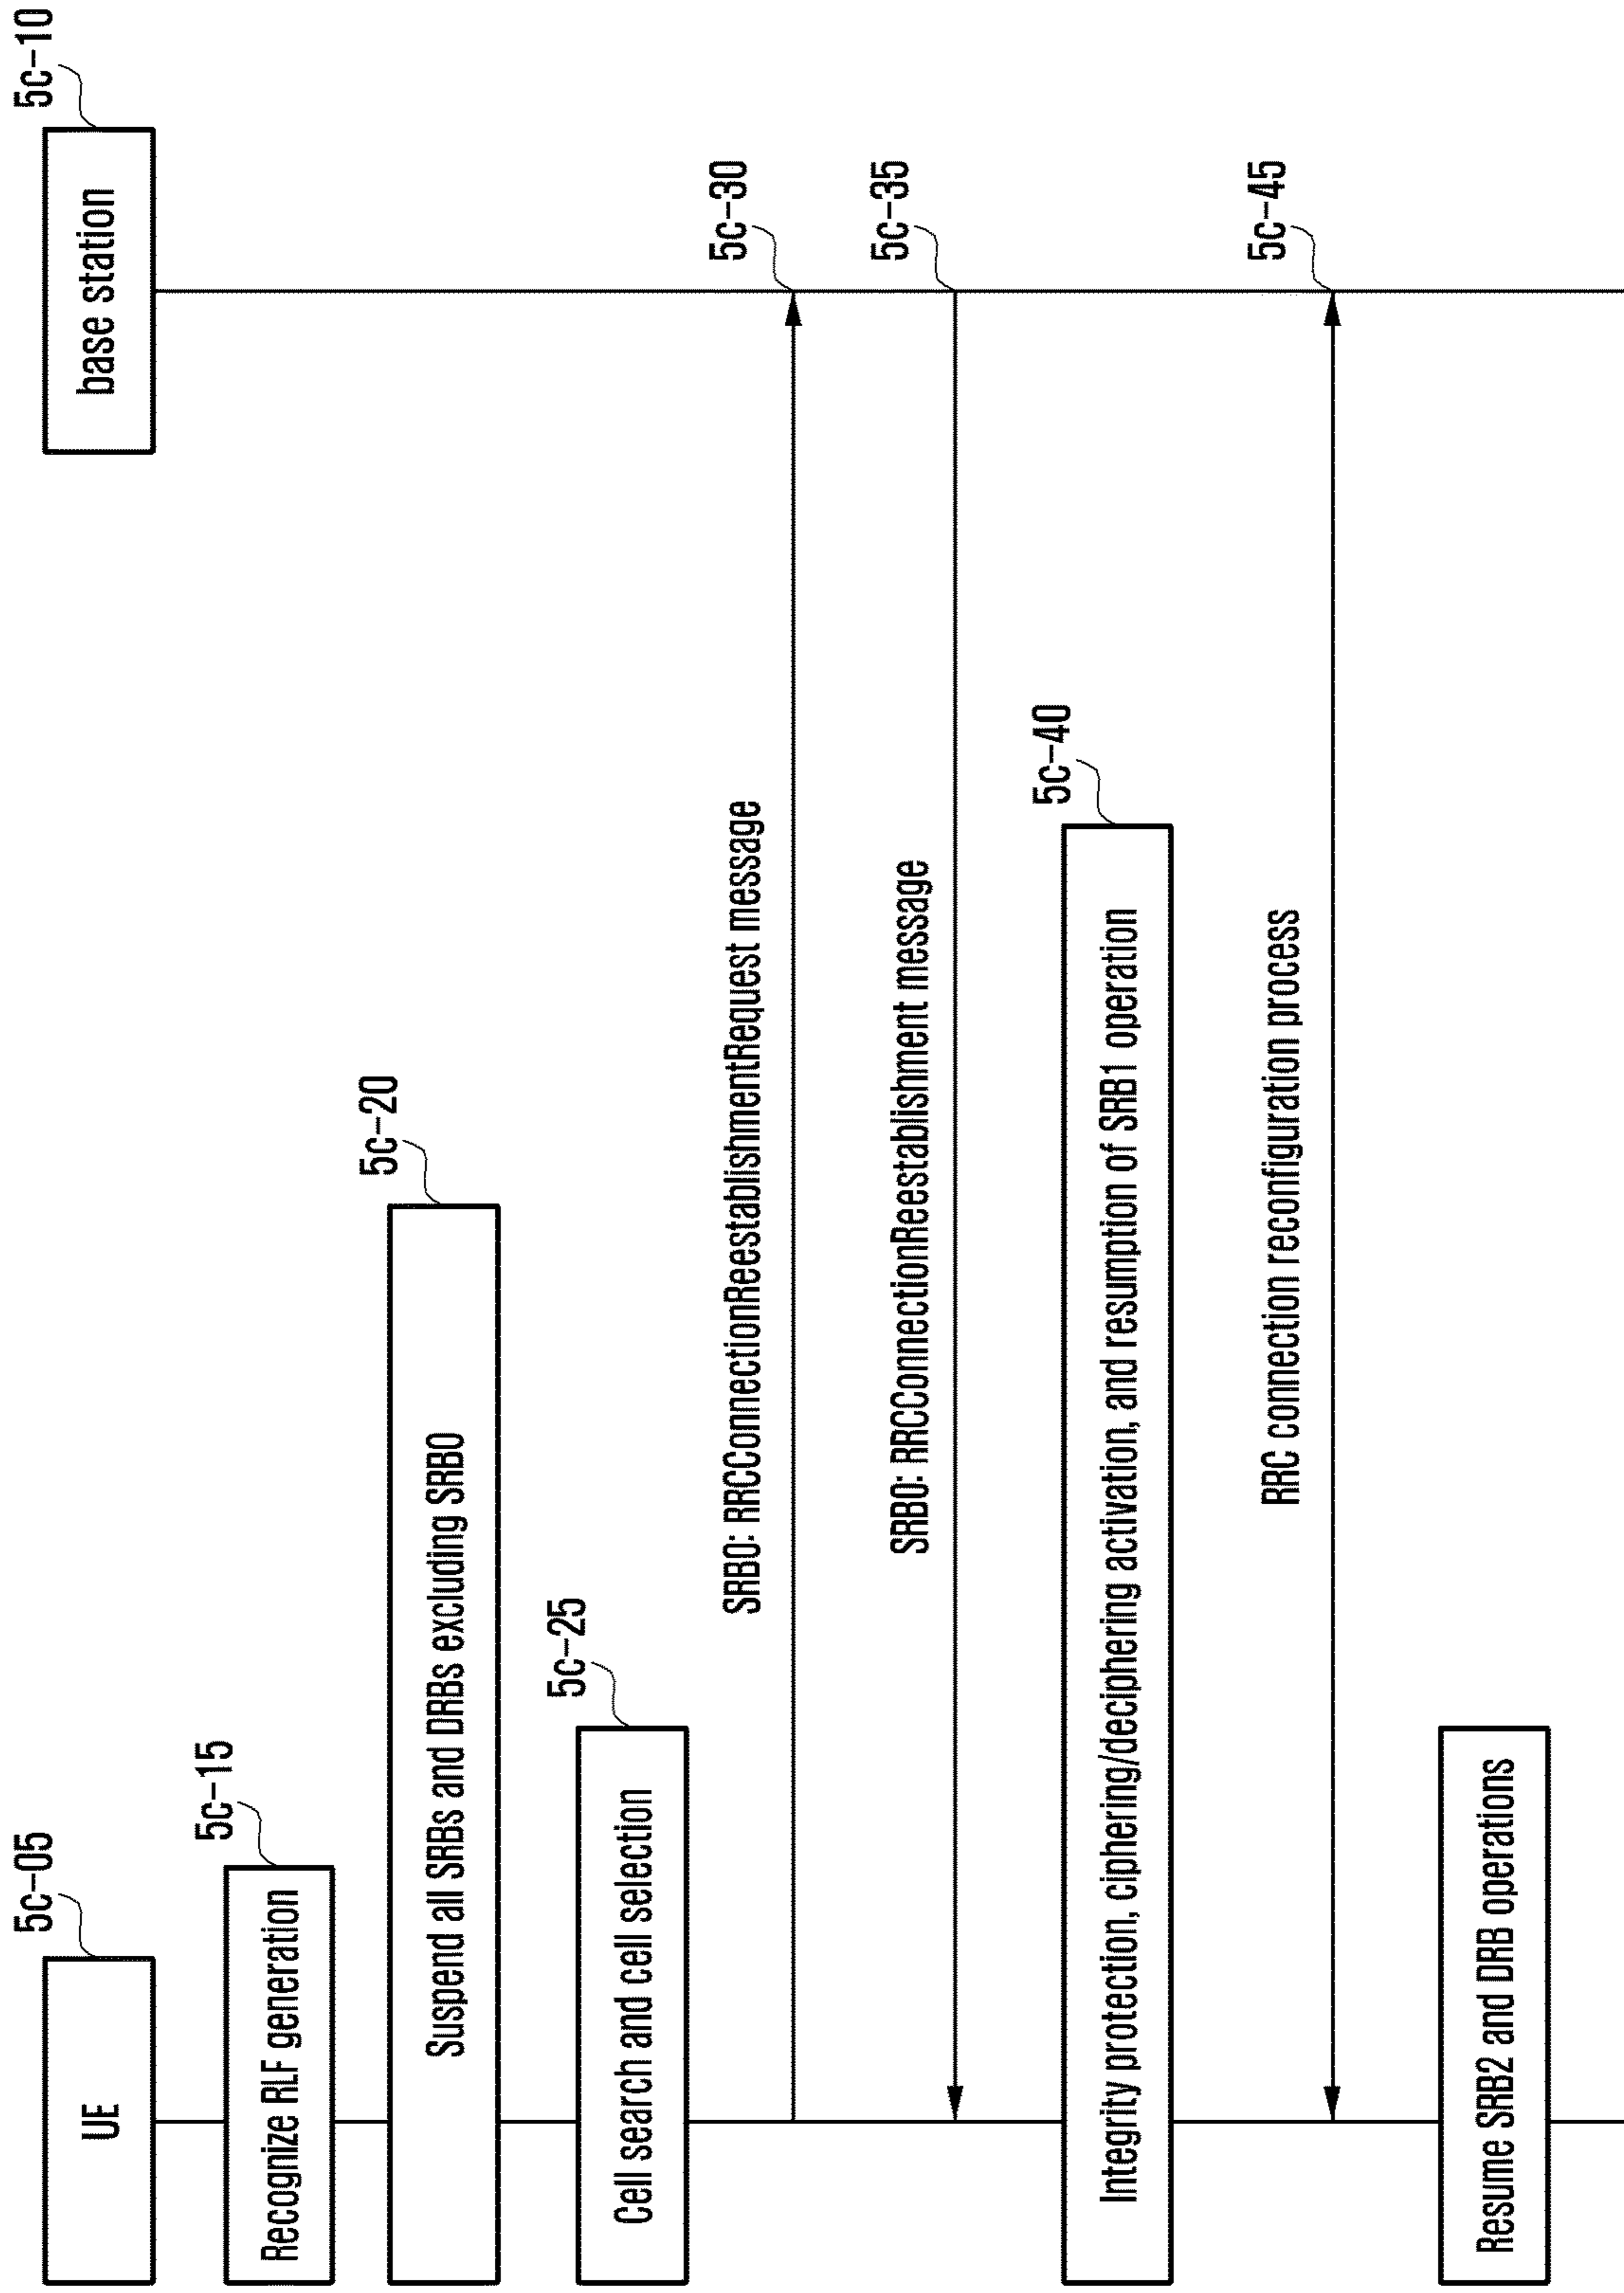 5c-05
UE
5c-10
base station
5c-15
Recognize RLF generation
5c-20
Suspend all SRBs and DRBs excluding SRB0
5c-25
Cell search and cell selection
SRB0: RRCConnectionReestablishmentRequest message
5c-30
SRB0: RRCConnectionReestablishment message
5c-35
5c-40
Integrity protection, ciphering/deciphering activation, and resumption of SRB1 operation
RRC connection reconfiguration process
5c-45
Resume SRB2 and DRB operations